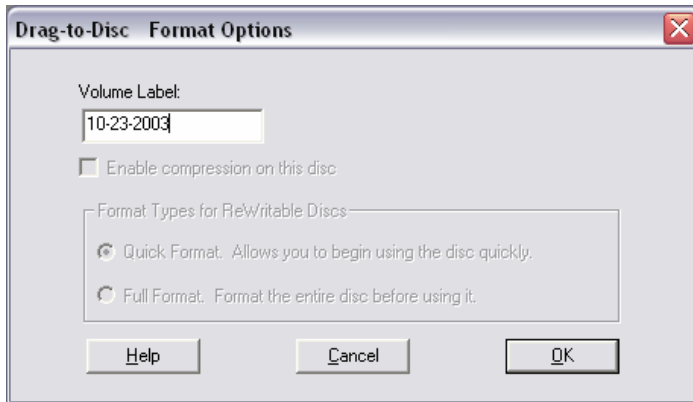 Drag-to-Disc Format Options
Volume Label:
10-23-2003
Enable compression on this disc
Format Types for ReWritable Discs
Quick Format. Allows you to begin using the disc quickly.
Full Format. Format the entire disc before using it.
Help Cancel OK